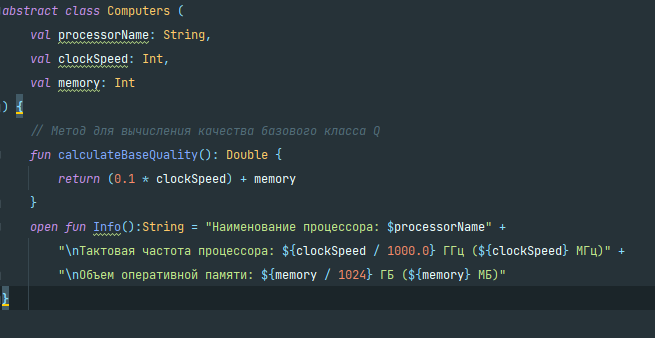 abstract class Computers (
    val processorName: String,
    val clockSpeed: Int,
    val memory: Int
) {
    // Метод для вычисления качества базового класса Q
    fun calculateBaseQuality(): Double {
        return (0.1 * clockSpeed) + memory
    }
    open fun Info():String = "Наименование процессора: $processorName" +
        "\nТактовая частота процессора: ${clockSpeed / 1000.0} ГГц (${clockSpeed} МГц)" +
        "\nОбъем оперативной памяти: ${memory / 1024} ГБ (${memory} МБ)"
}